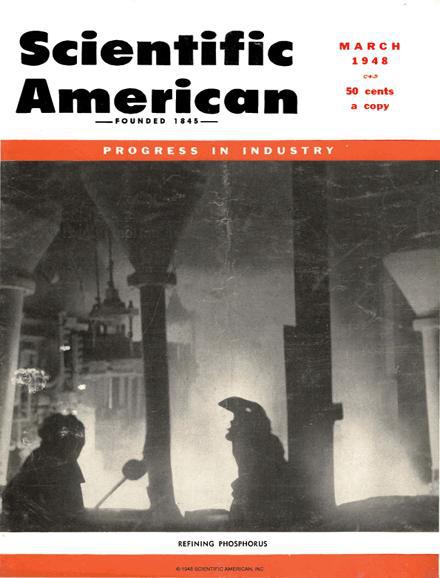 Scientific
American
FOUNDED 1845
MARCH
1948
50 cents
a copy
PROGRESS IN INDUSTRY
REFINING PHOSPHORUS
© 1948 SCIENTIFIC AMERICAN, INC